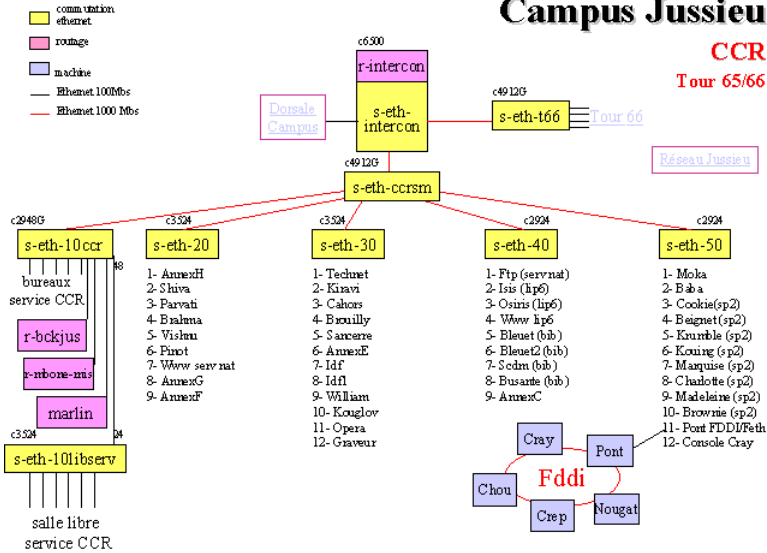 Campus Jussieu
CCR
Tour 65/66
commutation
ethernet
routage
machine
Ethernet 100Mbs
Ethernet 1000 Mbs
c6500
r-intercon
s-eth-
intercon
Dorsale
Campus
c4912G
s-eth-t66
Tour 66
Réseau Jussieu
c4912G
s-eth-ccrsm
c2948G
s-eth-10ccr
48
bureaux
service CCR
r-bckjus
r-mbone-mis
marlin
c3524
24
s-eth-10libserv
salle libre
service CCR
c3524
s-eth-20
1- AnnexH
2- Shiva
3- Parvati
4- Brahma
5- Vishnu
6- Pinot
7- Www serv nat
8- AnnexG
9- AnnexF
c3524
s-eth-30
1- Technet
2- Kiravi
3- Cahors
4- Brouilly
5- Sancerre
6- AnnexE
7- Idf
8- Idf1
9- William
10- Kouglov
11- Opera
12- Graveur
c2924
s-eth-40
1- Ftp (servnat)
2- Isis (lip6)
3- Osiris (lip6)
4- Www lip6
5- Bleuet (bib)
6- Bleuet2 (bib)
7- Scdm (bib)
8- Busante (bib)
9- AnnexC
c2924
s-eth-50
1- Moka
2- Baba
3- Cookie(sp2)
4- Beignet (sp2)
5- Krumble (sp2)
6- Kouing (sp2)
7- Marquise (sp2)
8- Charlotte (sp2)
9- Madeleine (sp2)
10- Brownie (sp2)
11- Pont FDDI/Feth
12- Console Cray
Cray
Pont
Fddi
Chou
Crep
Nougat